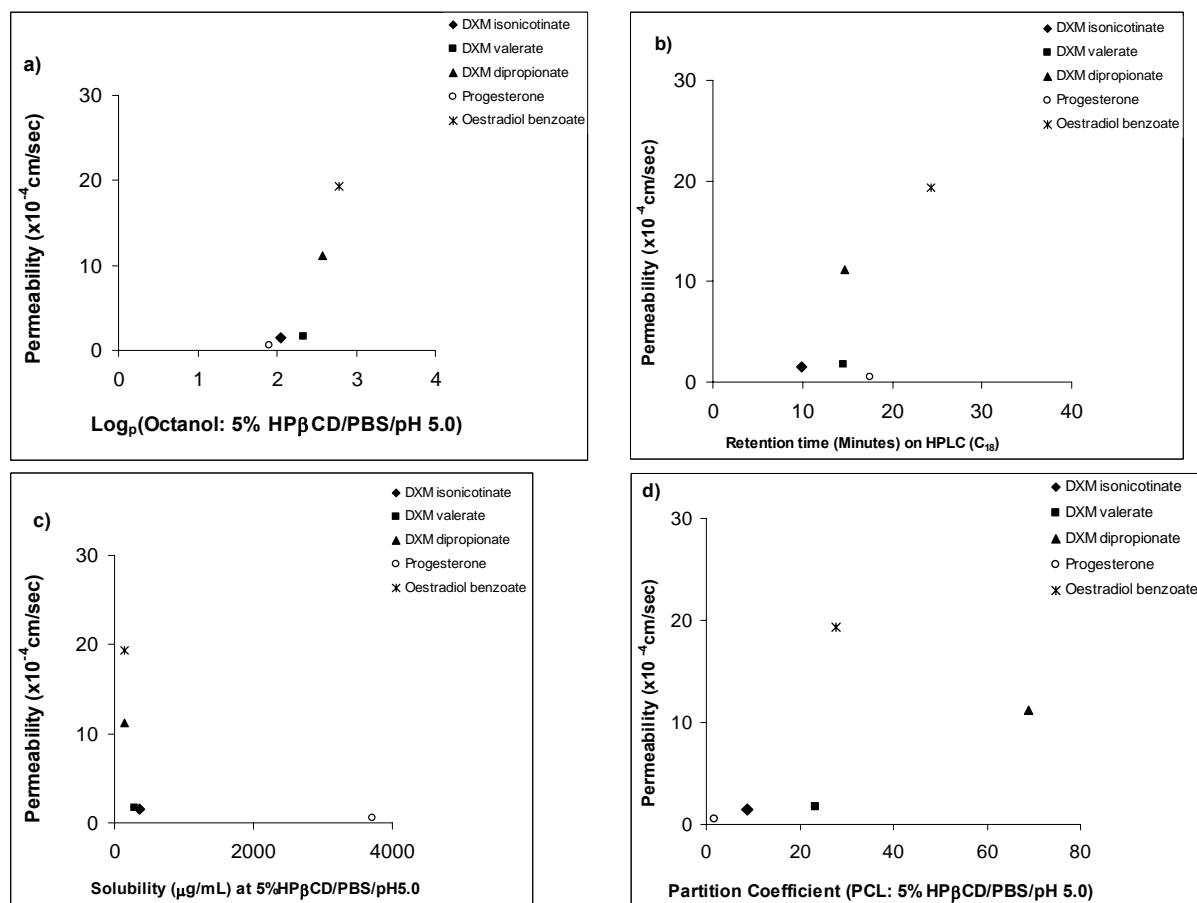 a)
DXM isonicotinate
DXM valerate
DXM dipropionate
Progesterone
Oestradiol benzoate
Permeability (x10⁻⁴cm/sec)
30
20
10
0
0 1 2 3 4
Logₚ(Octanol: 5% HPβCD/PBS/pH 5.0)
b)
DXM isonicotinate
DXM valerate
DXM dipropionate
Progesterone
Oestradiol benzoate
Permeability (x10⁻⁴cm/sec)
30
20
10
0
0 10 20 30 40
Retention time (Minutes) on HPLC (C₁₈)
c)
DXM isonicotinate
DXM valerate
DXM dipropionate
Progesterone
Oestradiol benzoate
Permeability (x10⁻⁴cm/sec)
30
20
10
0
0 2000 4000
Solubility (μg/mL) at 5%HPβCD/PBS/pH5.0
d)
DXM isonicotinate
DXM valerate
DXM dipropionate
Progesterone
Oestradiol benzoate
Permeability (x10⁻⁴cm/sec)
30
20
10
0
0 20 40 60 80
Partition Coefficient (PCL: 5% HPβCD/PBS/pH 5.0)